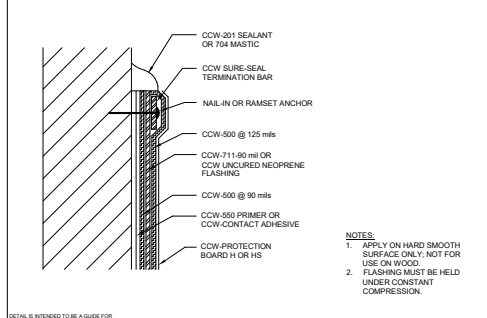 CCW-201 SEALANT
OR 704 MASTIC
CCW SURE-SEAL
TERMINATION BAR
NAIL-IN OR RAMSET ANCHOR
CCW-500 @ 125 mils
CCW-711-90 mil OR
CCW UNCURED NEOPRENE
FLASHING
CCW-500 @ 90 mils
CCW-550 PRIMER OR
CCW-CONTACT ADHESIVE
CCW-PROTECTION
BOARD H OR HS
NOTES:
1. APPLY ON HARD SMOOTH
SURFACE ONLY; NOT FOR
USE ON WOOD.
2. FLASHING MUST BE HELD
UNDER CONSTANT
COMPRESSION.
DETAIL IS INTENDED TO BE A GUIDE FOR